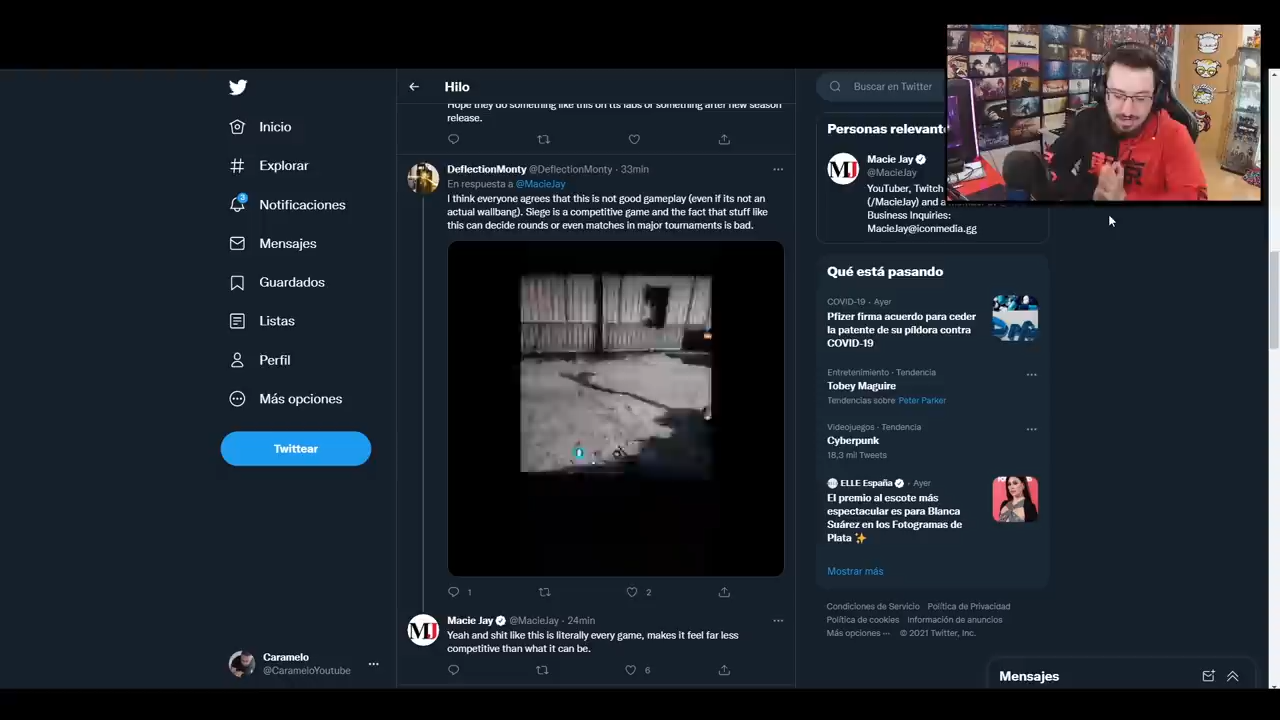 Hilo
Buscar en Twitter
Inicio
Explorar
3
Notificaciones
Mensajes
Guardados
Listas
Perfil
Más opciones
Twittear
Caramelo
@CarameloYoutube
Hope they do something like this on tts labs or something after new season
release.
DeflectionMonty @DeflectionMonty · 33min
En respuesta a @MacieJay
I think everyone agrees that this is not good gameplay (even if its not an
actual wallbang). Siege is a competitive game and the fact that stuff like
this can decide rounds or even matches in major tournaments is bad.
1
2
Macie Jay @MacieJay · 24min
Yeah and shit like this is literally every game, makes it feel far less
competitive than what it can be.
6
Personas relevant
MJ
Macie Jay
@MacieJay
YouTuber, Twitch
(/MacieJay) and a
Business Inquiries:
MacieJay@iconmedia.gg
Qué está pasando
COVID-19 · Ayer
Pfizer firma acuerdo para ceder
la patente de su píldora contra
COVID-19
Entretenimiento · Tendencia
Tobey Maguire
Tendencias sobre Peter Parker
Videojuegos · Tendencia
Cyberpunk
18,3 mil Tweets
ELLE España · Ayer
El premio al escote más
espectacular es para Blanca
Suárez en los Fotogramas de
Plata ✨
Mostrar más
Condiciones de Servicio Política de Privacidad
Política de cookies Información de anuncios
Más opciones ··· © 2021 Twitter, Inc.
Mensajes